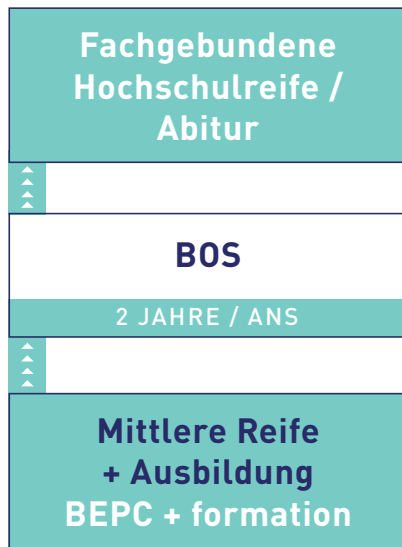 Fachgebundene
Hochschulreife /
Abitur
BOS
2 JAHRE / ANS
Mittlere Reife
+ Ausbildung
BEPC + formation